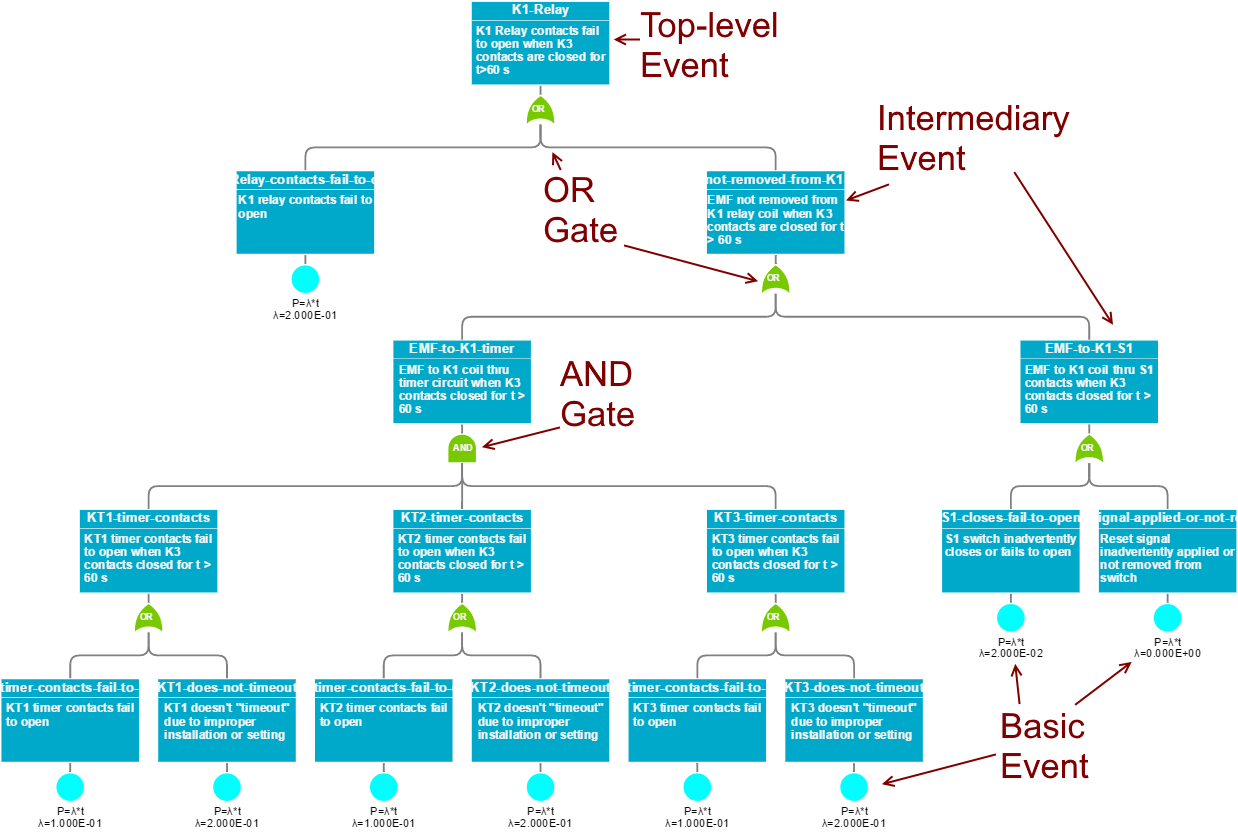 K1-Relay
K1 Relay contacts fail
to open when K3
contacts are closed for
t>60 s
Top-level
Event
OR
Intermediary
Event
OR
Gate
Relay-contacts-fail-to-
K1 relay contacts fail to
open
P=λ*t
λ=2.000E-01
not-removed-from-K1
EMF not removed from
K1 relay coil when K3
contacts are closed for t
> 60 s
OR
EMF-to-K1-timer
EMF to K1 coil thru
timer circuit when K3
contacts closed for t >
60 s
AND
Gate
EMF-to-K1-S1
EMF to K1 coil thru S1
contacts when K3
contacts closed for t >
60 s
AND
OR
KT1-timer-contacts
KT1 timer contacts fail
to open when K3
contacts closed for t >
60 s
KT2-timer-contacts
KT2 timer contacts fail
to open when K3
contacts closed for t >
60 s
KT3-timer-contacts
KT3 timer contacts fail
to open when K3
contacts closed for t >
60 s
S1-closes-fail-to-open
S1 switch inadvertently
closes or fails to open
ignal-applied-or-not-r
Reset signal
inadvertently applied or
not removed from
switch
OR
OR
OR
P=λ*t
λ=2.000E-02
P=λ*t
λ=0.000E+00
timer-contacts-fail-to-
KT1 timer contacts fail
to open
KT1-does-not-timeout
KT1 doesn't "timeout"
due to improper
installation or setting
timer-contacts-fail-to-
KT2 timer contacts fail
to open
KT2-does-not-timeout
KT2 doesn't "timeout"
due to improper
installation or setting
timer-contacts-fail-to-
KT3 timer contacts fail
to open
KT3-does-not-timeout
KT3 doesn't "timeout"
due to improper
installation or setting
Basic
Event
P=λ*t
λ=1.000E-01
P=λ*t
λ=2.000E-01
P=λ*t
λ=1.000E-01
P=λ*t
λ=2.000E-01
P=λ*t
λ=1.000E-01
P=λ*t
λ=2.000E-01